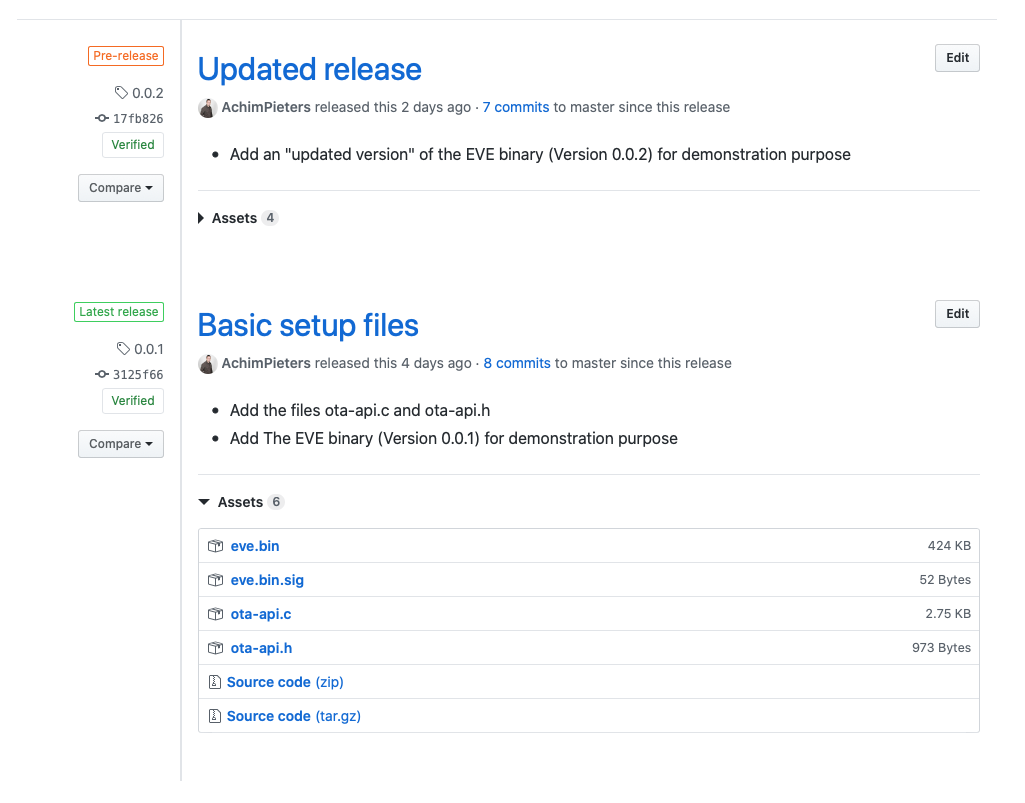 Pre-release
0.0.2
17fb826
Verified
Compare
Updated release
Edit
AchimPieters released this 2 days ago · 7 commits to master since this release
• Add an "updated version" of the EVE binary (Version 0.0.2) for demonstration purpose
Assets 4
Latest release
0.0.1
3125f66
Verified
Compare
Basic setup files
Edit
AchimPieters released this 4 days ago · 8 commits to master since this release
• Add the files ota-api.c and ota-api.h
• Add The EVE binary (Version 0.0.1) for demonstration purpose
Assets 6
eve.bin 424 KB
eve.bin.sig 52 Bytes
ota-api.c 2.75 KB
ota-api.h 973 Bytes
Source code (zip)
Source code (tar.gz)